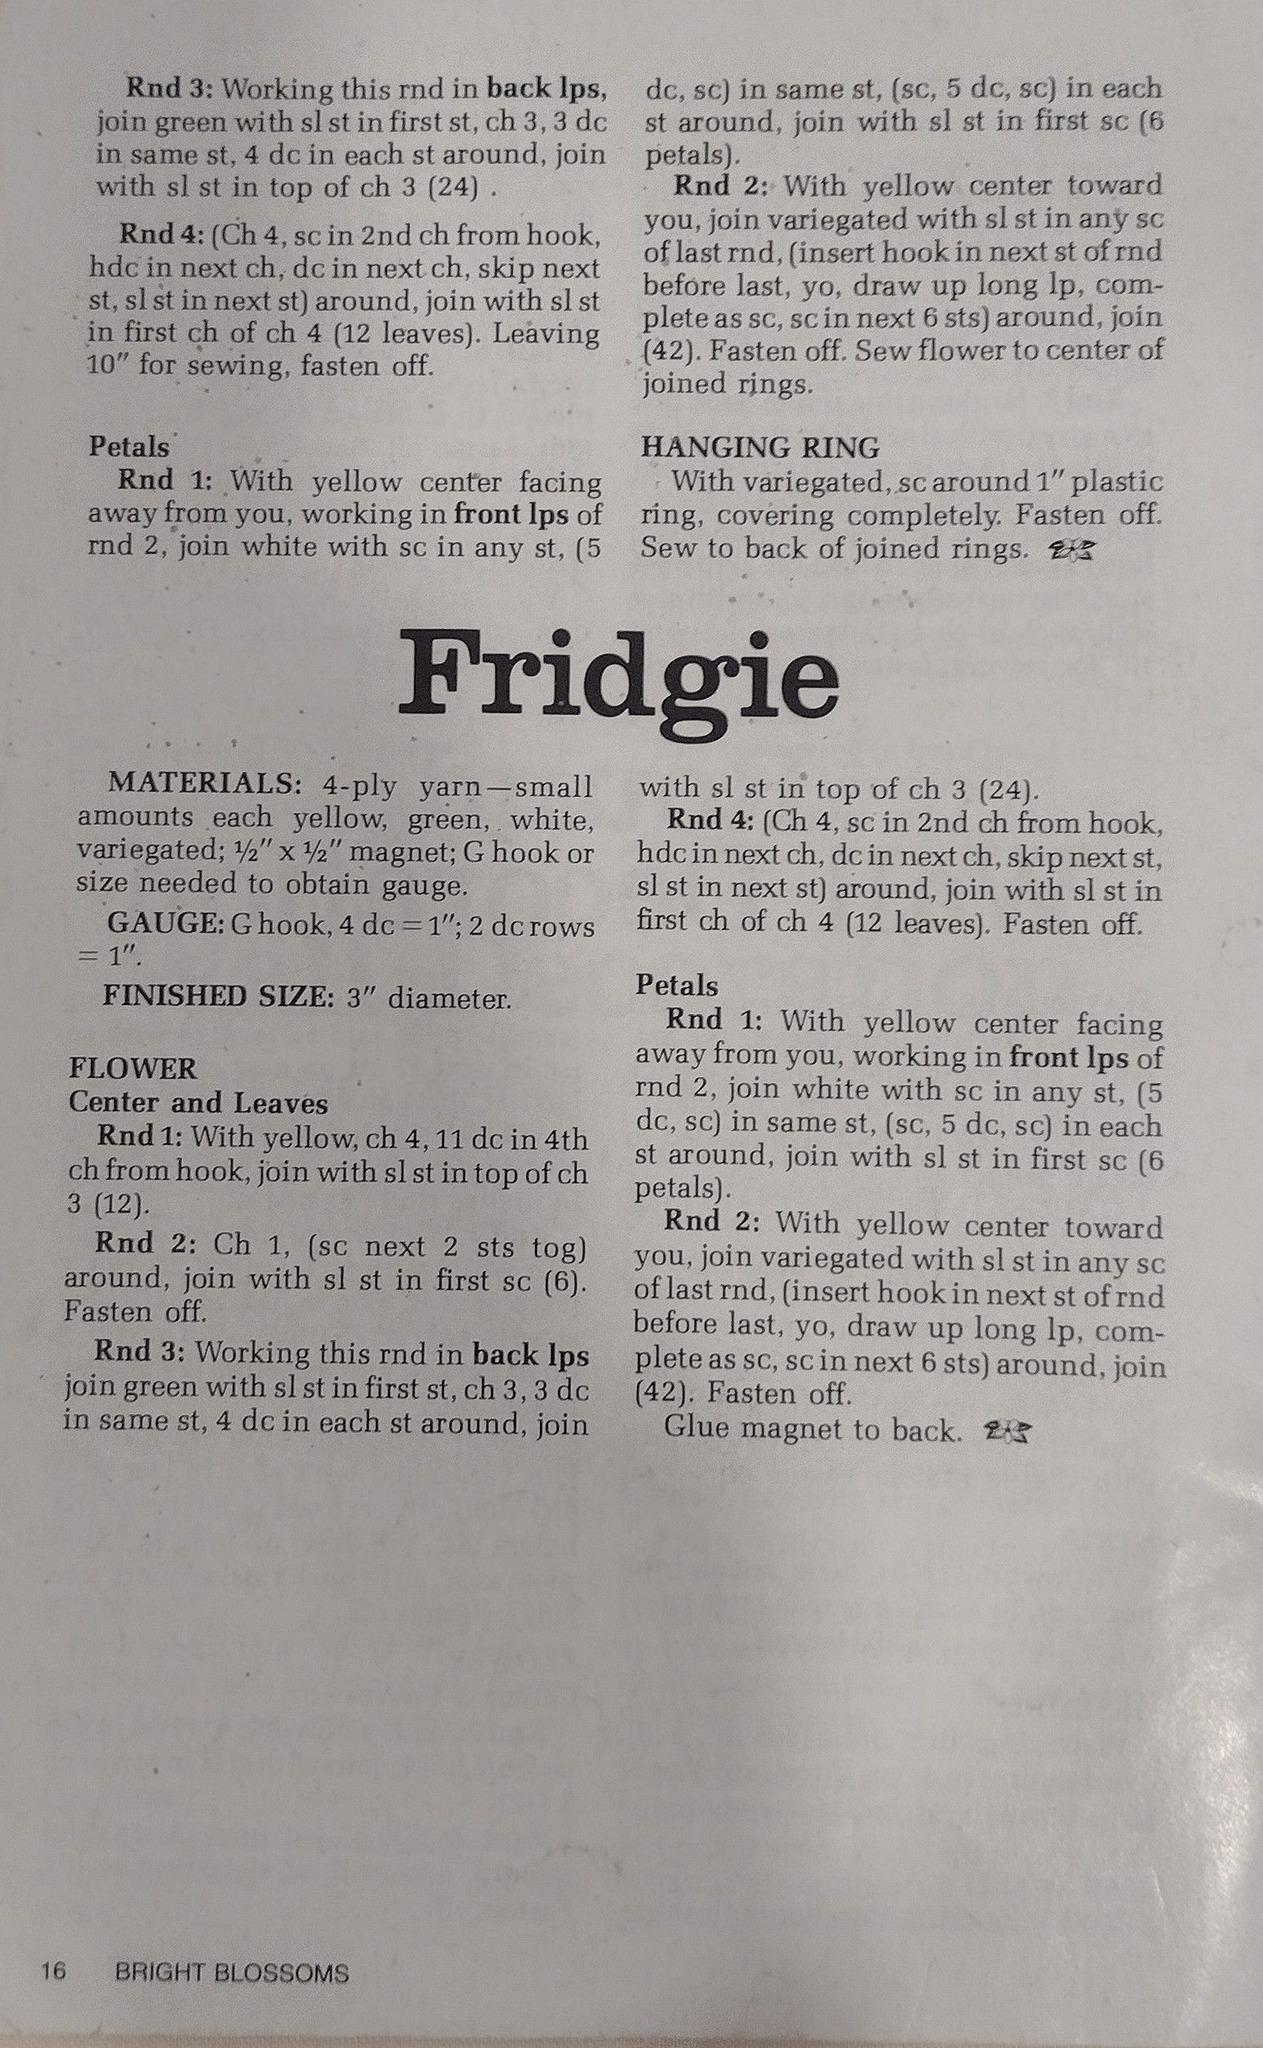 Rnd 3: Working this rnd in back lps,
join green with sl st in first st, ch 3, 3 dc
in same st, 4 dc in each st around, join
with sl st in top of ch 3 (24) .
Rnd 4: (Ch 4, sc in 2nd ch from hook,
hdc in next ch, dc in next ch, skip next
st, sl st in next st) around, join with sl st
in first ch of ch 4 (12 leaves). Leaving
10″ for sewing, fasten off.
Petals
Rnd 1: With yellow center facing
away from you, working in front lps of
rnd 2, join white with sc in any st, (5
dc, sc) in same st, (sc, 5 dc, sc) in each
st around, join with sl st in first sc (6
petals).
Rnd 2: With yellow center toward
you, join variegated with sl st in any sc
of last rnd, (insert hook in next st of rnd
before last, yo, draw up long lp, com-
plete as sc, sc in next 6 sts) around, join
(42). Fasten off. Sew flower to center of
joined rings.
HANGING RING
With variegated, sc around 1″ plastic
ring, covering completely. Fasten off.
Sew to back of joined rings.
Fridgie
MATERIALS: 4-ply yarn—small
amounts each yellow, green, white,
variegated; ½″ x ½″ magnet; G hook or
size needed to obtain gauge.
GAUGE: G hook, 4 dc = 1″; 2 dc rows
= 1″.
FINISHED SIZE: 3″ diameter.
FLOWER
Center and Leaves
Rnd 1: With yellow, ch 4, 11 dc in 4th
ch from hook, join with sl st in top of ch
3 (12).
Rnd 2: Ch 1, (sc next 2 sts tog)
around, join with sl st in first sc (6).
Fasten off.
Rnd 3: Working this rnd in back lps
join green with sl st in first st, ch 3, 3 dc
in same st, 4 dc in each st around, join
with sl st in top of ch 3 (24).
Rnd 4: (Ch 4, sc in 2nd ch from hook,
hdc in next ch, dc in next ch, skip next st,
sl st in next st) around, join with sl st in
first ch of ch 4 (12 leaves). Fasten off.
Petals
Rnd 1: With yellow center facing
away from you, working in front lps of
rnd 2, join white with sc in any st, (5
dc, sc) in same st, (sc, 5 dc, sc) in each
st around, join with sl st in first sc (6
petals).
Rnd 2: With yellow center toward
you, join variegated with sl st in any sc
of last rnd, (insert hook in next st of rnd
before last, yo, draw up long lp, com-
plete as sc, sc in next 6 sts) around, join
(42). Fasten off.
Glue magnet to back.
16 BRIGHT BLOSSOMS